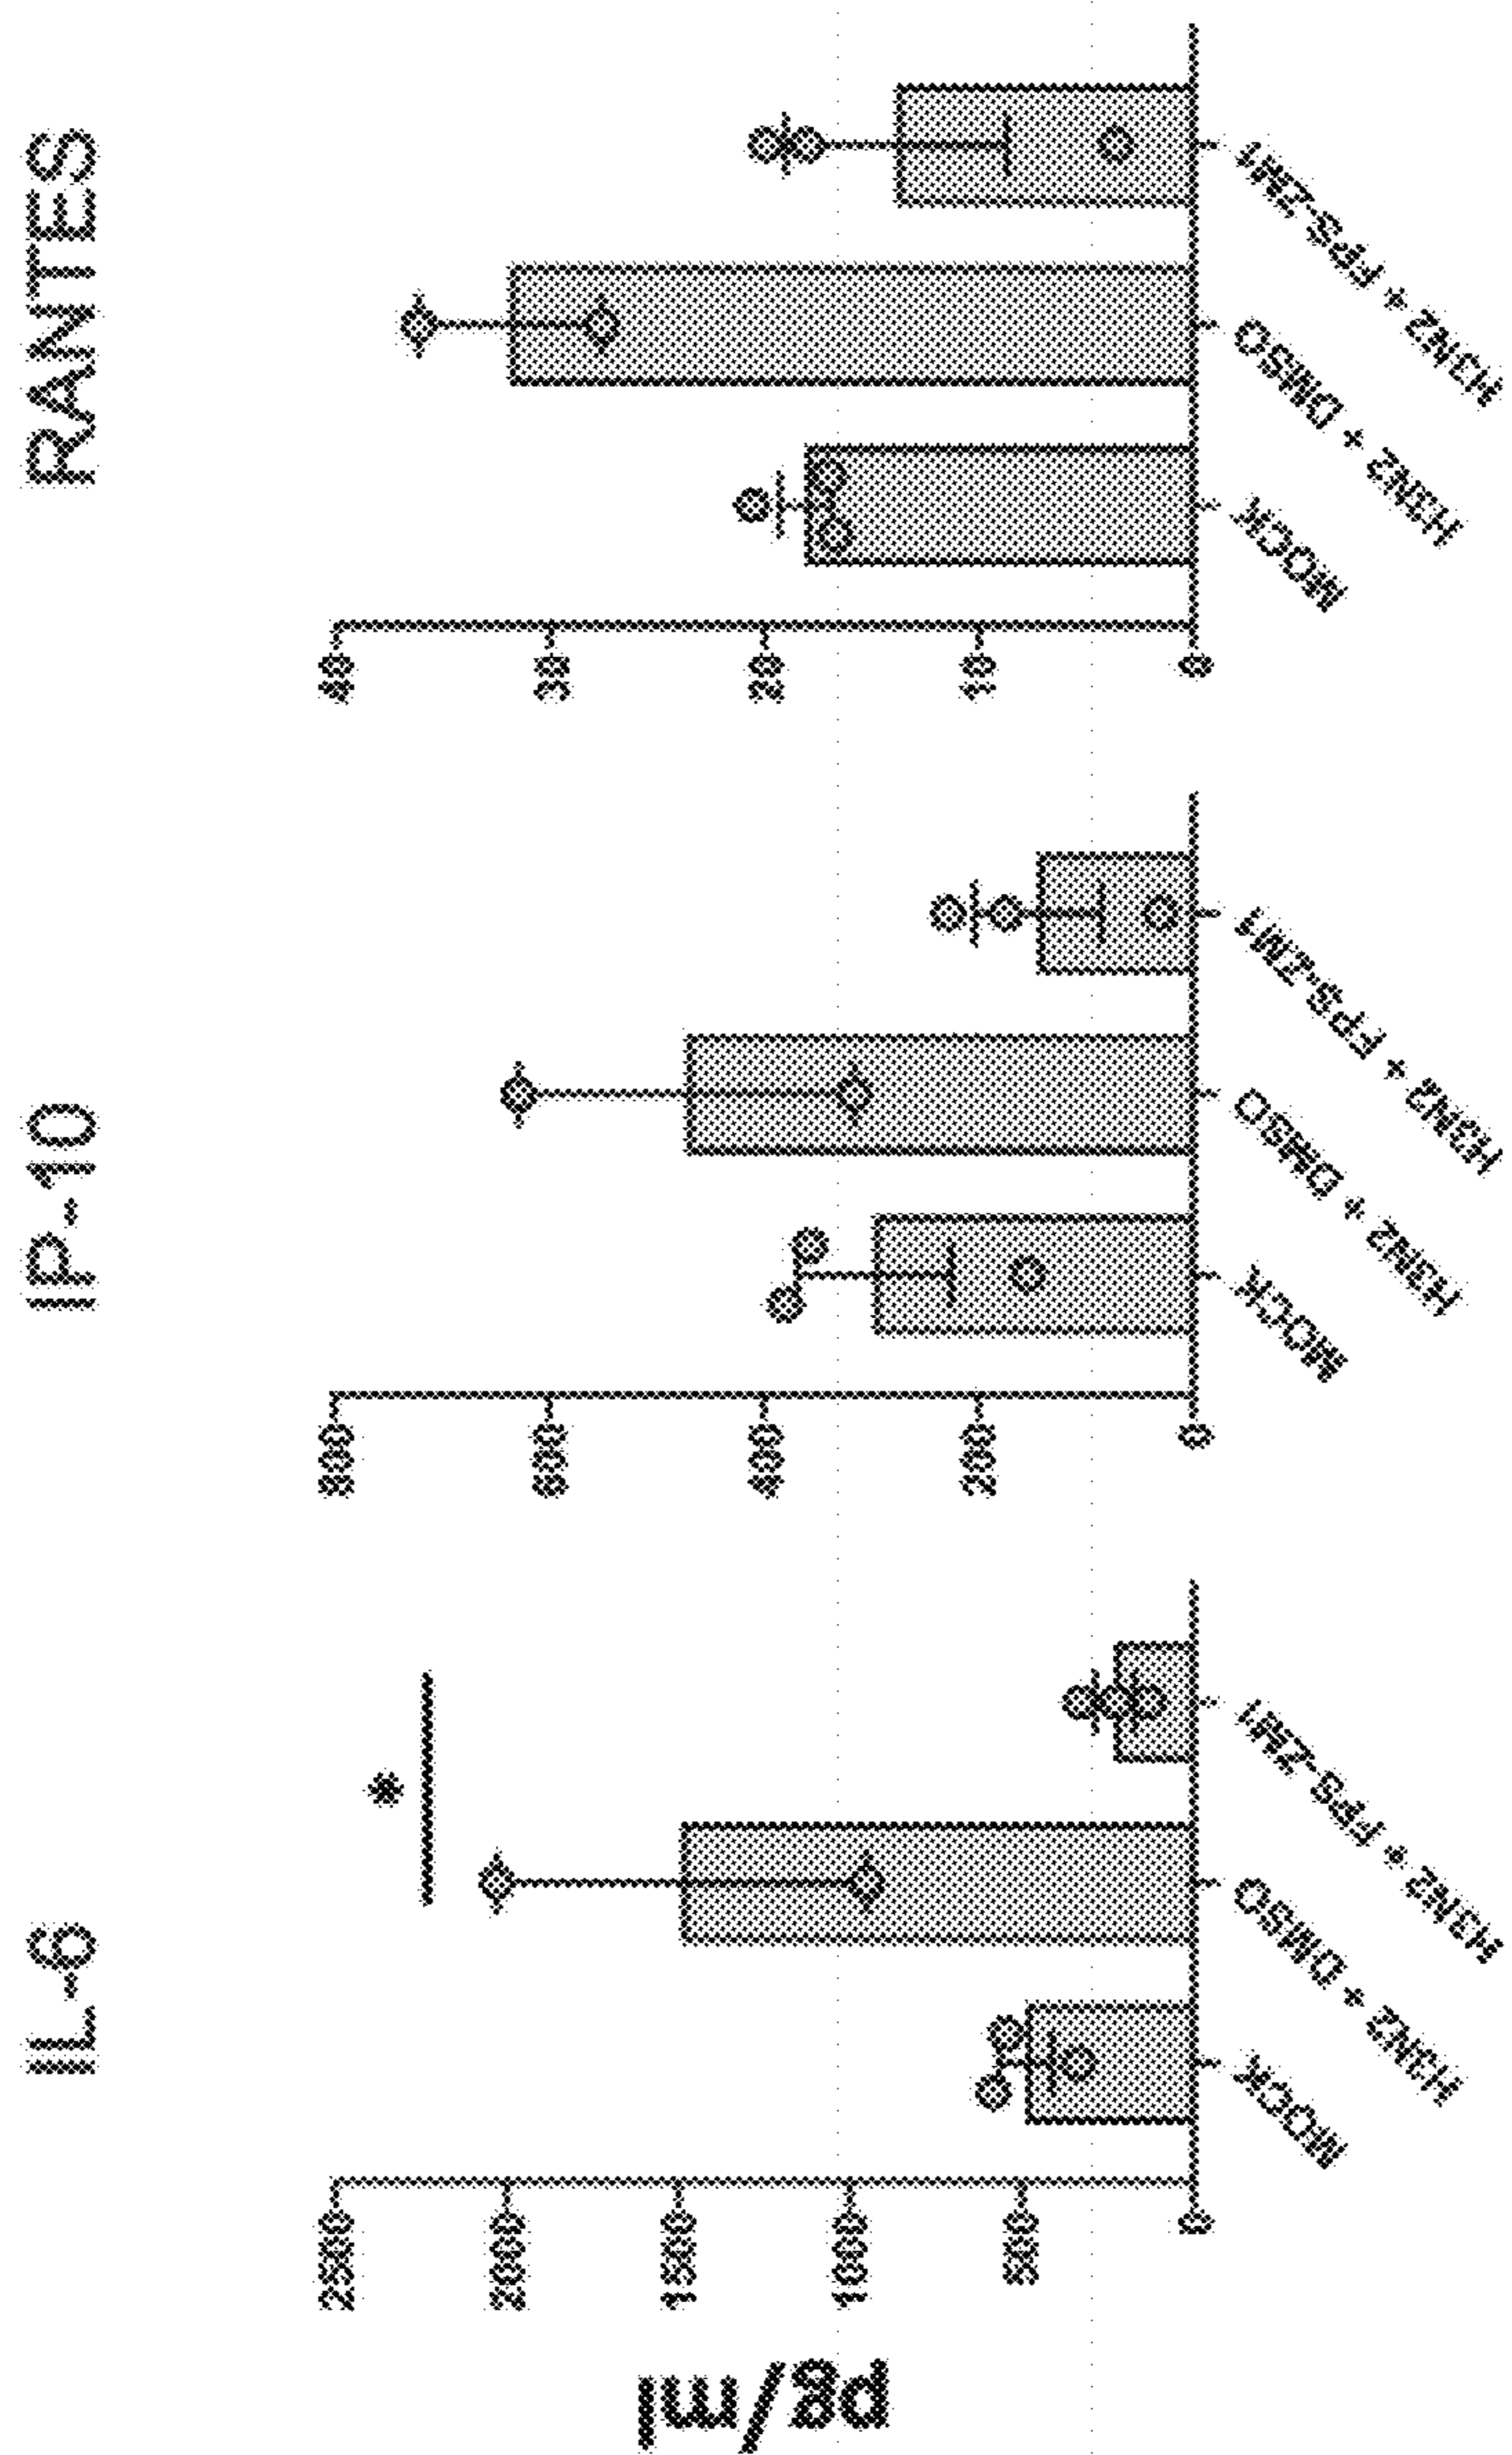 pg/ml
IL-6
2500
2000
1500
1000
500
0
*
MOCK
H3N2 + DMSO
H3N2 + FPS-ZM1
IP-10
800
600
400
200
0
MOCK
H3N2 + DMSO
H3N2 + FPS-ZM1
RANTES
40
30
20
10
0
MOCK
H3N2 + DMSO
H3N2 + FPS-ZM1